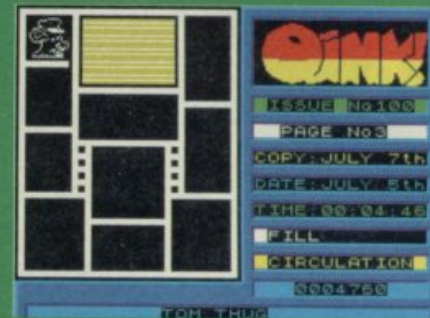 OiNK!
ISSUE No100
PAGE No3
COPY:JULY 7th
DATE:JULY 5th
TIME:00:04:46
FILL
CIRCULATION
0004760
TOM THUG